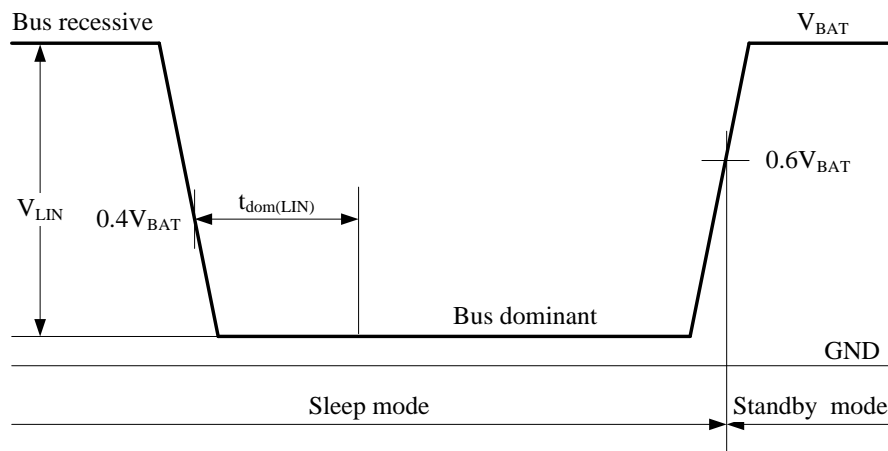 Bus recessive
V_BAT
0.6V_BAT
t_dom(LIN)
V_LIN
0.4V_BAT
Bus dominant
GND
Sleep mode
Standby mode